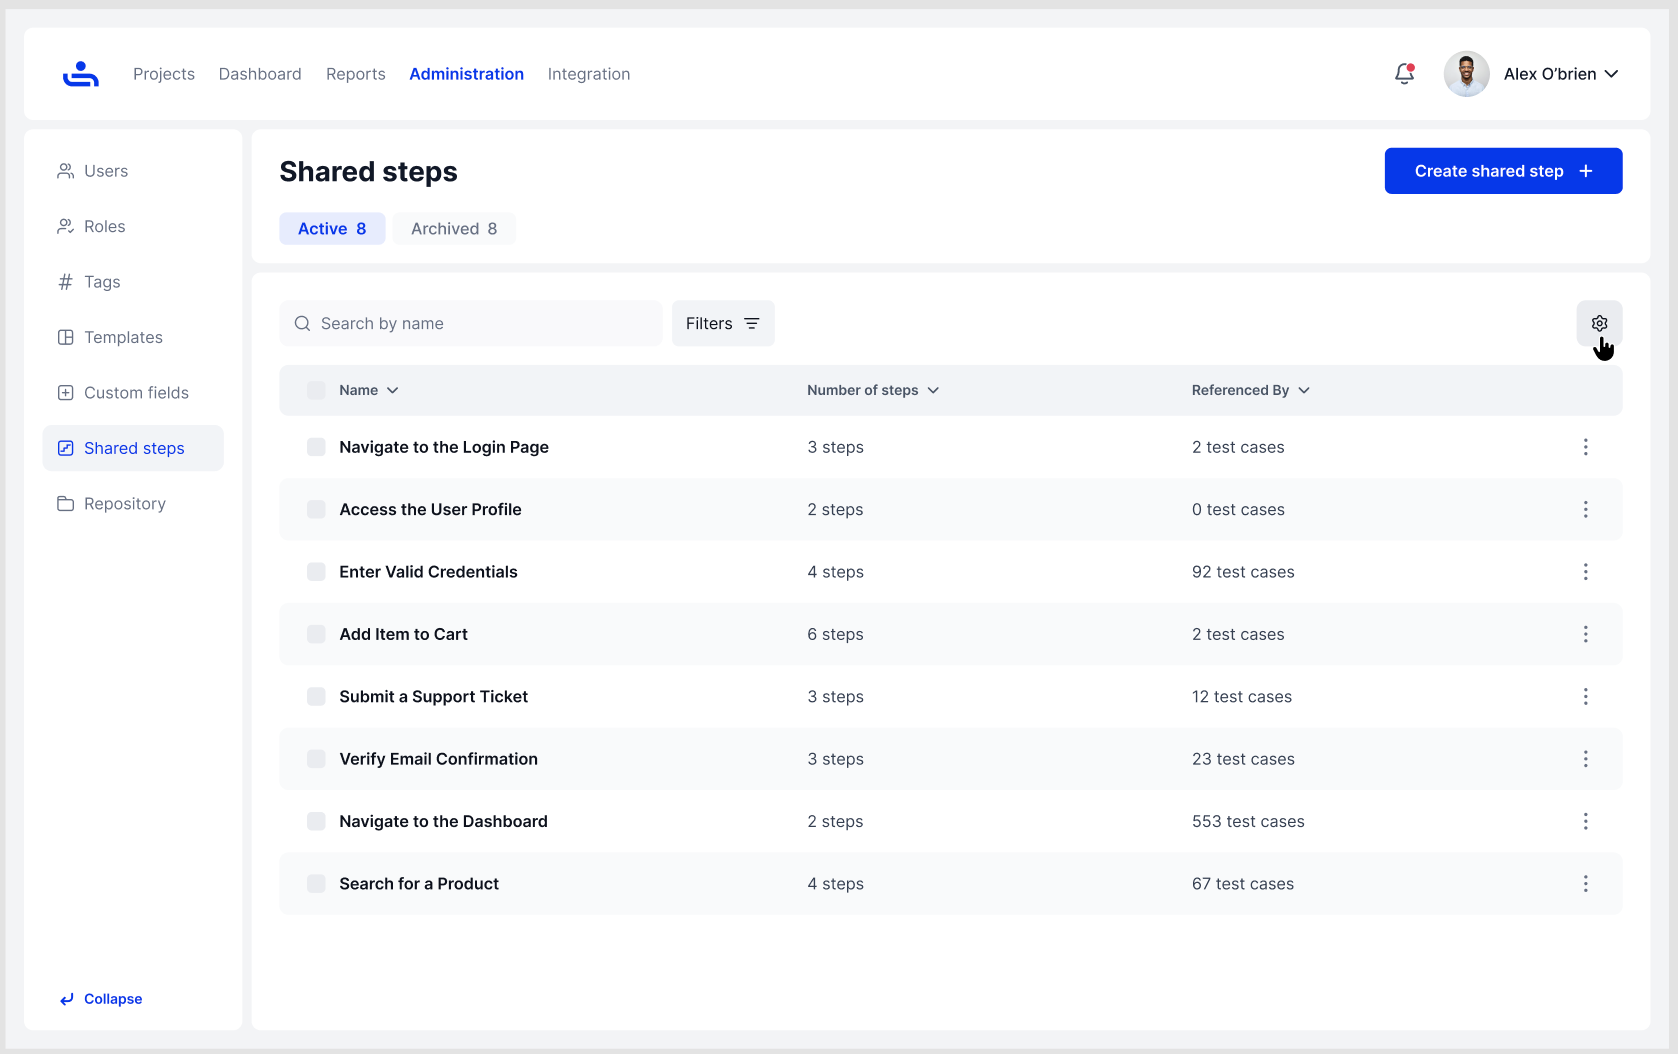 Projects Dashboard Reports Administration Integration Alex O’brien
Users
Roles
Tags
Templates
Custom fields
Shared steps
Repository
Collapse
Shared steps
Create shared step
Active 8 Archived 8
Search by name Filters
Name Number of steps Referenced By
Navigate to the Login Page 3 steps 2 test cases
Access the User Profile 2 steps 0 test cases
Enter Valid Credentials 4 steps 92 test cases
Add Item to Cart 6 steps 2 test cases
Submit a Support Ticket 3 steps 12 test cases
Verify Email Confirmation 3 steps 23 test cases
Navigate to the Dashboard 2 steps 553 test cases
Search for a Product 4 steps 67 test cases